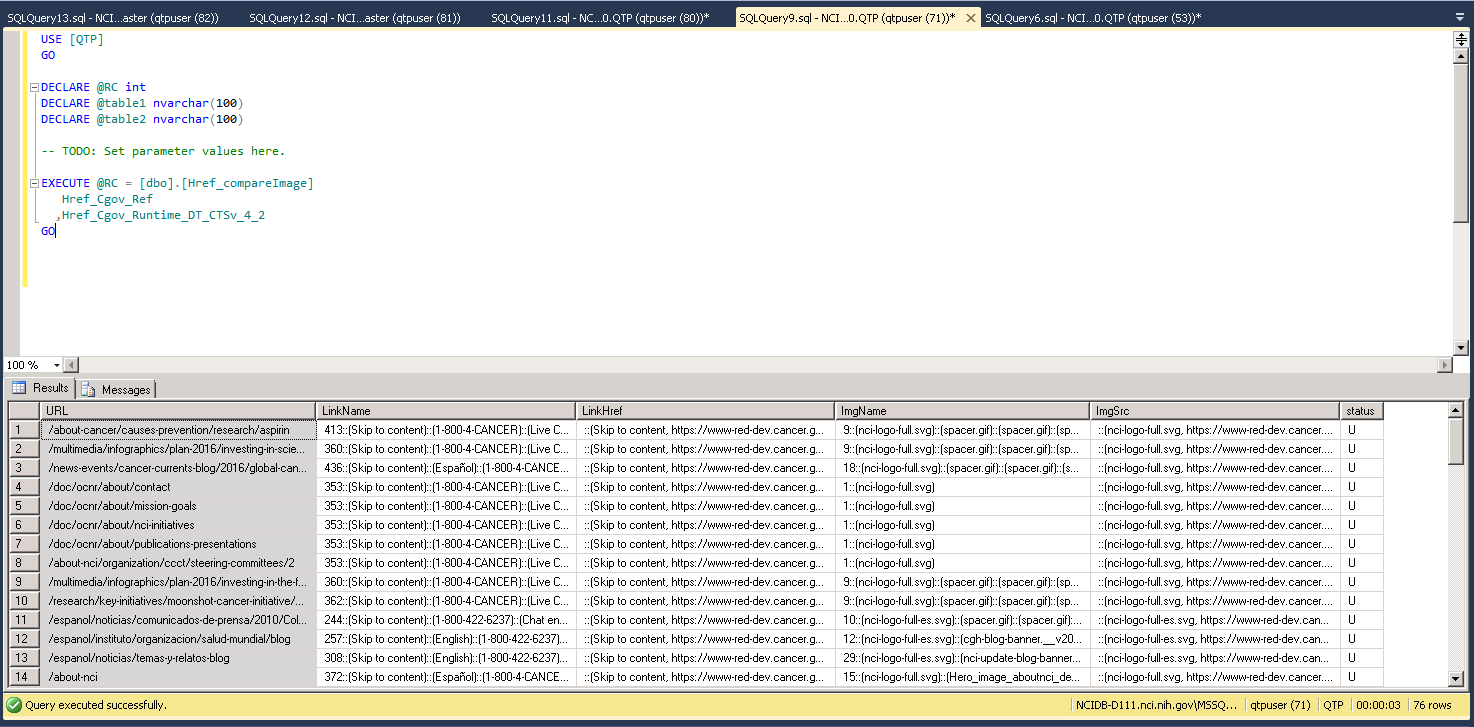 SQLQuery13.sql - NCI...aster (qtpuser (82)) SQLQuery12.sql - NCI...aster (qtpuser (81)) SQLQuery11.sql - NC...0.QTP (qtpuser (80))* SQLQuery9.sql - NCI...0.QTP (qtpuser (71))* SQLQuery6.sql - NCI...0.QTP (qtpuser (53))*
USE [QTP]
GO
DECLARE @RC int
DECLARE @table1 nvarchar(100)
DECLARE @table2 nvarchar(100)
-- TODO: Set parameter values here.
EXECUTE @RC = [dbo].[Href_compareImage]
Href_Cgov_Ref
,Href_Cgov_Runtime_DT_CTSv_4_2
GO
100 %
Results Messages
URL LinkName LinkHref ImgName ImgSrc status
1 /about-cancer/causes-prevention/research/aspirin 413::(Skip to content)::(1-800-4-CANCER)::(Live C... ::(Skip to content, https://www-red-dev.cancer.g... 9::(nci-logo-full.svg)::(spacer.gif)::(spacer.gif)::(sp... ::(nci-logo-full.svg, https://www-red-dev.cancer.... U
2 /multimedia/infographics/plan-2016/investing-in-scie... 360::(Skip to content)::(1-800-4-CANCER)::(Live C... ::(Skip to content, https://www-red-dev.cancer.g... 9::(nci-logo-full.svg)::(spacer.gif)::(spacer.gif)::(sp... ::(nci-logo-full.svg, https://www-red-dev.cancer.... U
3 /news-events/cancer-currents-blog/2016/global-can... 436::(Skip to content)::(Español)::(1-800-4-CANCE... ::(Skip to content, https://www-red-dev.cancer.g... 18::(nci-logo-full.svg)::(spacer.gif)::(spacer.gif)::(s... ::(nci-logo-full.svg, https://www-red-dev.cancer.... U
4 /doc/ocnr/about/contact 353::(Skip to content)::(1-800-4-CANCER)::(Live C... ::(Skip to content, https://www-red-dev.cancer.g... 1::(nci-logo-full.svg) ::(nci-logo-full.svg, https://www-red-dev.cancer.... U
5 /doc/ocnr/about/mission-goals 353::(Skip to content)::(1-800-4-CANCER)::(Live C... ::(Skip to content, https://www-red-dev.cancer.g... 1::(nci-logo-full.svg) ::(nci-logo-full.svg, https://www-red-dev.cancer.... U
6 /doc/ocnr/about/nci-initiatives 353::(Skip to content)::(1-800-4-CANCER)::(Live C... ::(Skip to content, https://www-red-dev.cancer.g... 1::(nci-logo-full.svg) ::(nci-logo-full.svg, https://www-red-dev.cancer.... U
7 /doc/ocnr/about/publications-presentations 353::(Skip to content)::(1-800-4-CANCER)::(Live C... ::(Skip to content, https://www-red-dev.cancer.g... 1::(nci-logo-full.svg) ::(nci-logo-full.svg, https://www-red-dev.cancer.... U
8 /about-nci/organization/ccct/steering-committees/2 353::(Skip to content)::(1-800-4-CANCER)::(Live C... ::(Skip to content, https://www-red-dev.cancer.g... 1::(nci-logo-full.svg) ::(nci-logo-full.svg, https://www-red-dev.cancer.... U
9 /multimedia/infographics/plan-2016/investing-in-the-f... 360::(Skip to content)::(1-800-4-CANCER)::(Live C... ::(Skip to content, https://www-red-dev.cancer.g... 9::(nci-logo-full.svg)::(spacer.gif)::(spacer.gif)::(sp... ::(nci-logo-full.svg, https://www-red-dev.cancer.... U
10 /research/key-initiatives/moonshot-cancer-initiative/... 362::(Skip to content)::(1-800-4-CANCER)::(Live C... ::(Skip to content, https://www-red-dev.cancer.g... 9::(nci-logo-full.svg)::(spacer.gif)::(spacer.gif)::(sp... ::(nci-logo-full.svg, https://www-red-dev.cancer.... U
11 /espanol/noticias/comunicados-de-prensa/2010/Col... 244::(Skip to content)::(1-800-422-6237)::(Chat en... ::(Skip to content, https://www-red-dev.cancer.g... 10::(nci-logo-full-es.svg)::(spacer.gif)::(spacer.gif)::... ::(nci-logo-full-es.svg, https://www-red-dev.can... U
12 /espanol/instituto/organizacion/salud-mundial/blog 257::(Skip to content)::(English)::(1-800-422-6237)... ::(Skip to content, https://www-red-dev.cancer.g... 12::(nci-logo-full-es.svg)::(cgh-blog-banner.__v20... ::(nci-logo-full-es.svg, https://www-red-dev.can... U
13 /espanol/noticias/temas-y-relatos-blog 308::(Skip to content)::(English)::(1-800-422-6237)... ::(Skip to content, https://www-red-dev.cancer.g... 29::(nci-logo-full-es.svg)::(nci-update-blog-banner... ::(nci-logo-full-es.svg, https://www-red-dev.can... U
14 /about-nci 372::(Skip to content)::(Español)::(1-800-4-CANCE... ::(Skip to content, https://www-red-dev.cancer.g... 15::(nci-logo-full.svg)::(Hero_image_aboutnci_de... ::(nci-logo-full.svg, https://www-red-dev.cancer.... U
Query executed successfully. NCIDB-D111.nci.nih.gov\MSSQ... qtpuser (71) QTP 00:00:03 76 rows